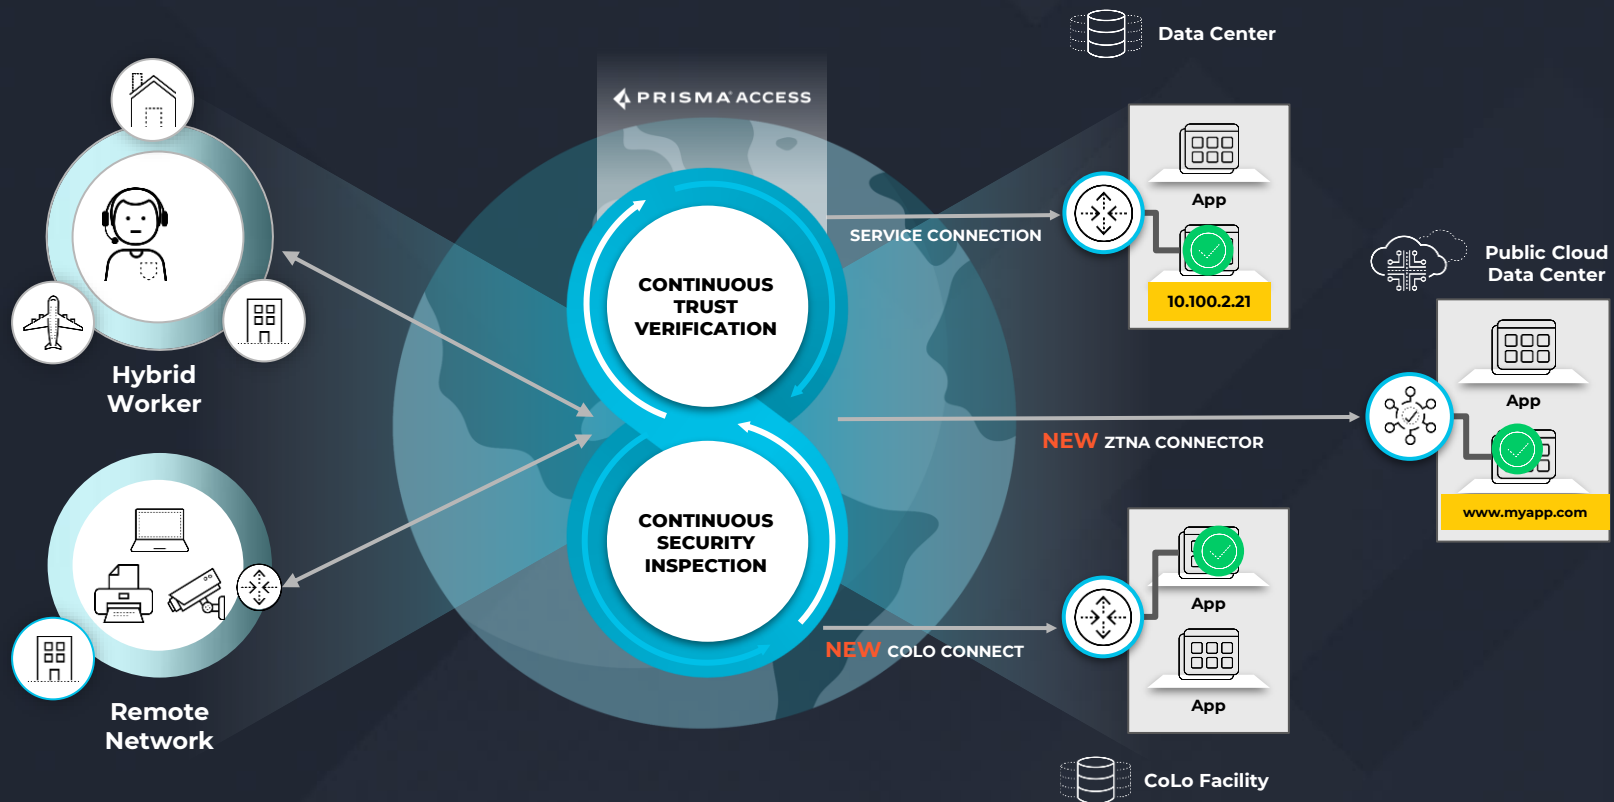 Data Center
PRISMA ACCESS
App
SERVICE CONNECTION
10.100.2.21
CONTINUOUS
TRUST
VERIFICATION
Public Cloud
Data Center
Hybrid
Worker
App
NEW ZTNA CONNECTOR
www.myapp.com
CONTINUOUS
SECURITY
INSPECTION
App
NEW COLO CONNECT
App
Remote
Network
CoLo Facility